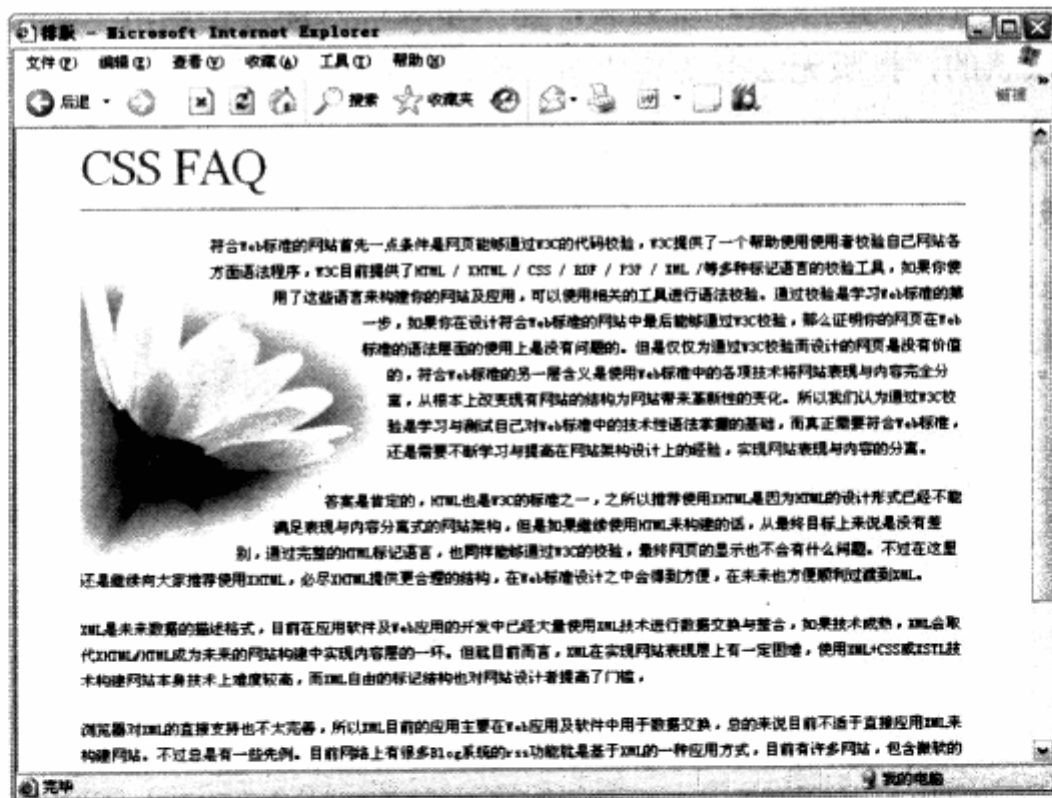 排版 - Microsoft Internet Explorer
文件(F) 编辑(E) 查看(V) 收藏(A) 工具(T) 帮助(H)
后退 搜索 收藏夹 链接 »
CSS FAQ
符合Web标准的网站首先一点条件是网页能够通过W3C的代码校验，W3C提供了一个帮助使用使用者校验自己网站各
方面语法程序，W3C目前提供了HTML / XHTML / CSS / RDF / P3P / XML /等多种标记语言的校验工具，如果你使
用了这些语言来构建你的网站及应用，可以使用相关的工具进行语法校验。通过校验是学习Web标准的第
一步，如果你在设计符合Web标准的网站中最后能够通过W3C校验，那么证明你的网页在Web
标准的语法层面的使用上是没有问题的。但是仅仅为通过W3C校验而设计的网页是没有价值
的，符合Web标准的另一层含义是使用Web标准中的各项技术将网站表现与内容完全分
离，从根本上改变现有网站的结构为网站带来革新性的变化。所以我们认为通过W3C校
验是学习与测试自己对Web标准中的技术性语法掌握的基础，而真正需要符合Web标准，
还是需要不断学习与提高在网站架构设计上的经验，实现网站表现与内容的分离。
答案是肯定的，HTML也是W3C的标准之一，之所以推荐使用XHTML是因为HTML的设计形式已经不能
满足表现与内容分离式的网站架构，但是如果继续使用HTML来构建的话，从最终目标上来说是没有差
别，通过完整的HTML标记语言，也同样能够通过W3C的校验，最终网页的显示也不会有什么问题。不过在这里
还是继续向大家推荐使用XHTML，必尽XHTML提供更合理的结构，在Web标准设计之中会得到方便，在未来也方便顺利过渡到XML。
XML是未来数据的描述格式，目前在应用软件及Web应用的开发中已经大量使用XML技术进行数据交换与整合，如果技术成熟，XML会取
代XHTML/HTML成为未来的网站构建中实现内容层的一环。但就目前而言，XML在实现网站表现层上有一定困难，使用XML+CSS或XSTL技
术构建网站本身技术上难度较高，而XML自由的标记结构也对网站设计者提高了门槛，
浏览器对XML的直接支持也不太完善，所以XML目前的应用主要在Web应用及软件中用于数据交换，总的来说目前不适于直接应用XML来
构建网站。不过总是有一些先例。目前网络上有很多Blog系统的rss功能就是基于XML的一种应用方式，目前有许多网站，包含微软的
完毕 我的电脑